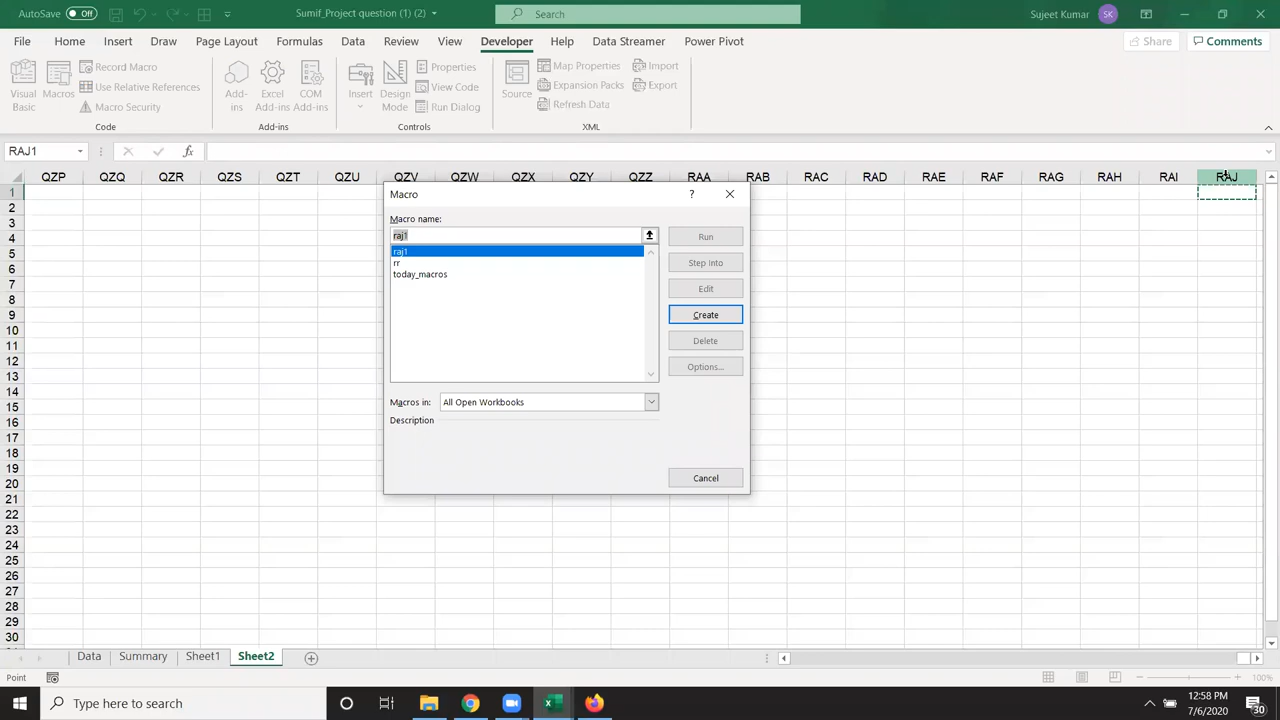 AutoSave Off Sumif_Project question (1) (2) Search Sujeet Kumar SK
File Home Insert Draw Page Layout Formulas Data Review View Developer Help Data Streamer Power Pivot Share Comments
Visual Basic
Macros
Record Macro
Use Relative References
Macro Security
Code
Add-ins
Excel Add-ins
COM Add-ins
Add-ins
Insert
Design Mode
Properties
View Code
Run Dialog
Controls
Source
Map Properties
Expansion Packs
Refresh Data
Import
Export
XML
RAJ1 fx
QZP QZQ QZR QZS QZT QZU QZV QZW QZX QZY QZZ RAA RAB RAC RAD RAE RAF RAG RAH RAI RAJ
1
2
3
4
5
6
7
8
9
10
11
12
13
14
15
16
17
18
19
20
21
22
23
24
25
26
27
28
29
30
Macro ?
Macro name:
raj1
raj1
rr
today_macros
Run
Step Into
Edit
Create
Delete
Options...
Macros in: All Open Workbooks
Description
Cancel
Data Summary Sheet1 Sheet2
Point 100%
Type here to search
12:58 PM
7/6/2020
30